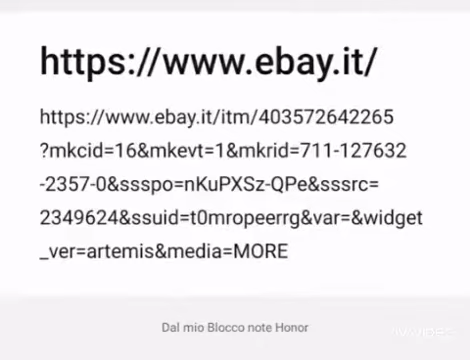 https://www.ebay.it/
https://www.ebay.it/itm/403572642265
?mkcid=16&mkevt=1&mkrid=711-127632
-2357-0&ssspo=nKuPXSz-QPe&sssrc=
2349624&ssuid=t0mropeerrg&var=&widget
_ver=artemis&media=MORE
Dal mio Blocco note Honor